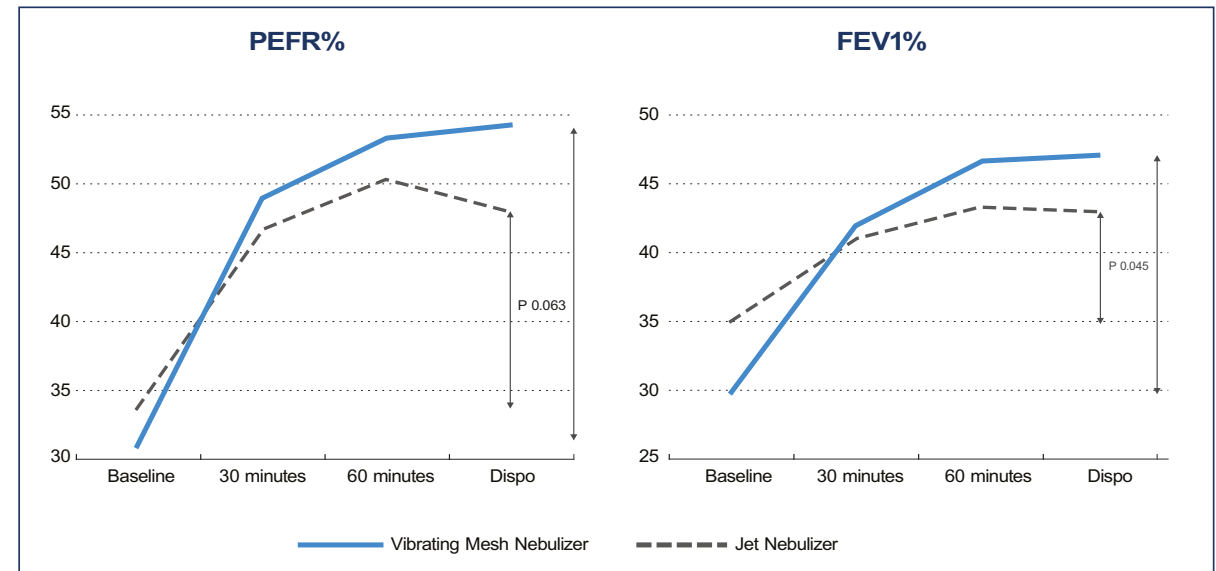 PEFR%
55
50
45
40
35
30
P 0.063
Baseline 30 minutes 60 minutes Dispo
FEV1%
50
45
40
35
30
25
P 0.045
Baseline 30 minutes 60 minutes Dispo
Vibrating Mesh Nebulizer Jet Nebulizer